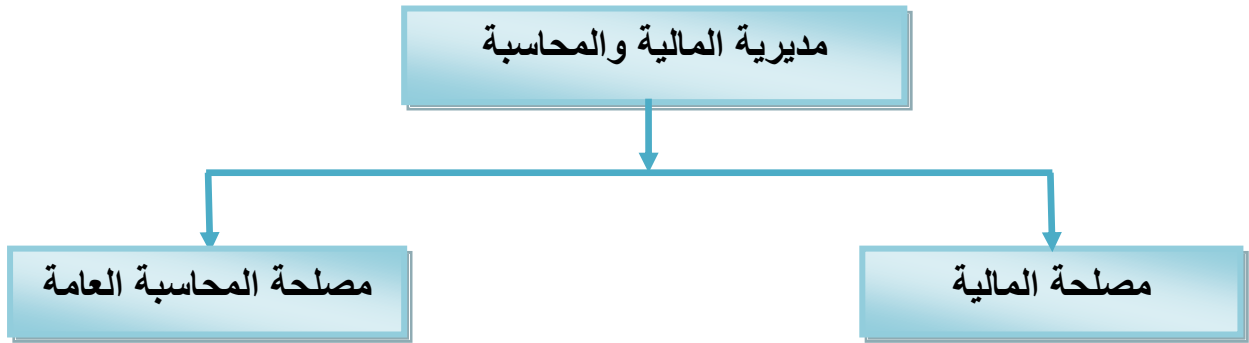 مديرية المالية والمحاسبة
مصلحة المالية
مصلحة المحاسبة العامة